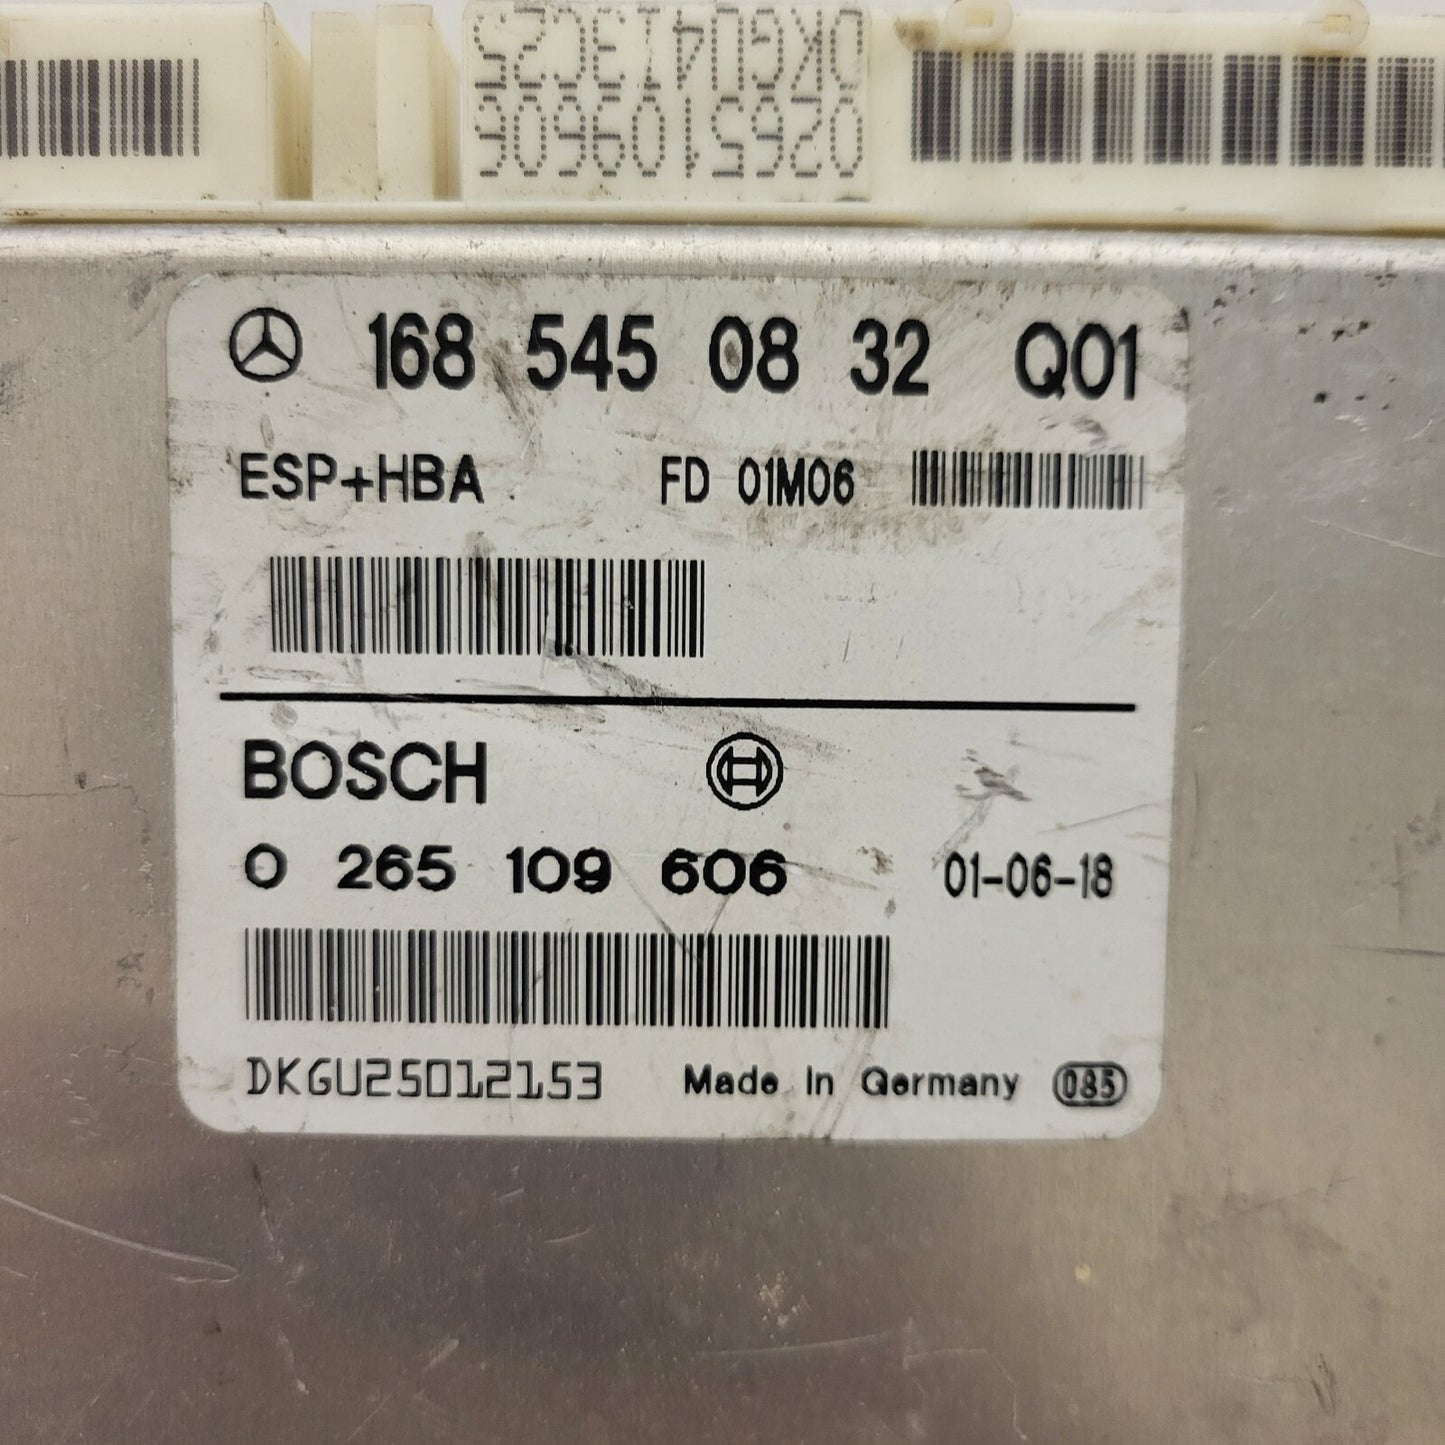 0265109606
168 545 08 32 Q01
ESP+HBA FD 01M06
BOSCH
0 265 109 606 01-06-18
DKGU25012153 Made In Germany 085